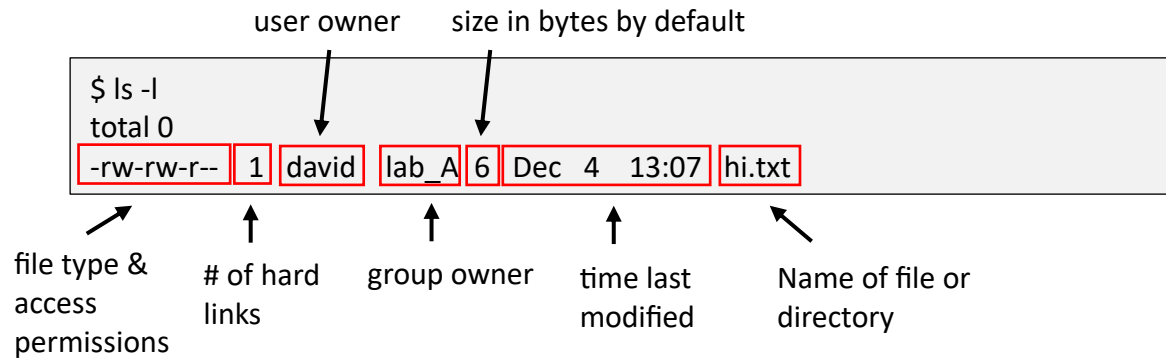 user owner size in bytes by default
$ ls -l
total 0
-rw-rw-r-- 1 david lab_A 6 Dec 4 13:07 hi.txt
file type &
access
permissions
# of hard
links
group owner
time last
modified
Name of file or
directory